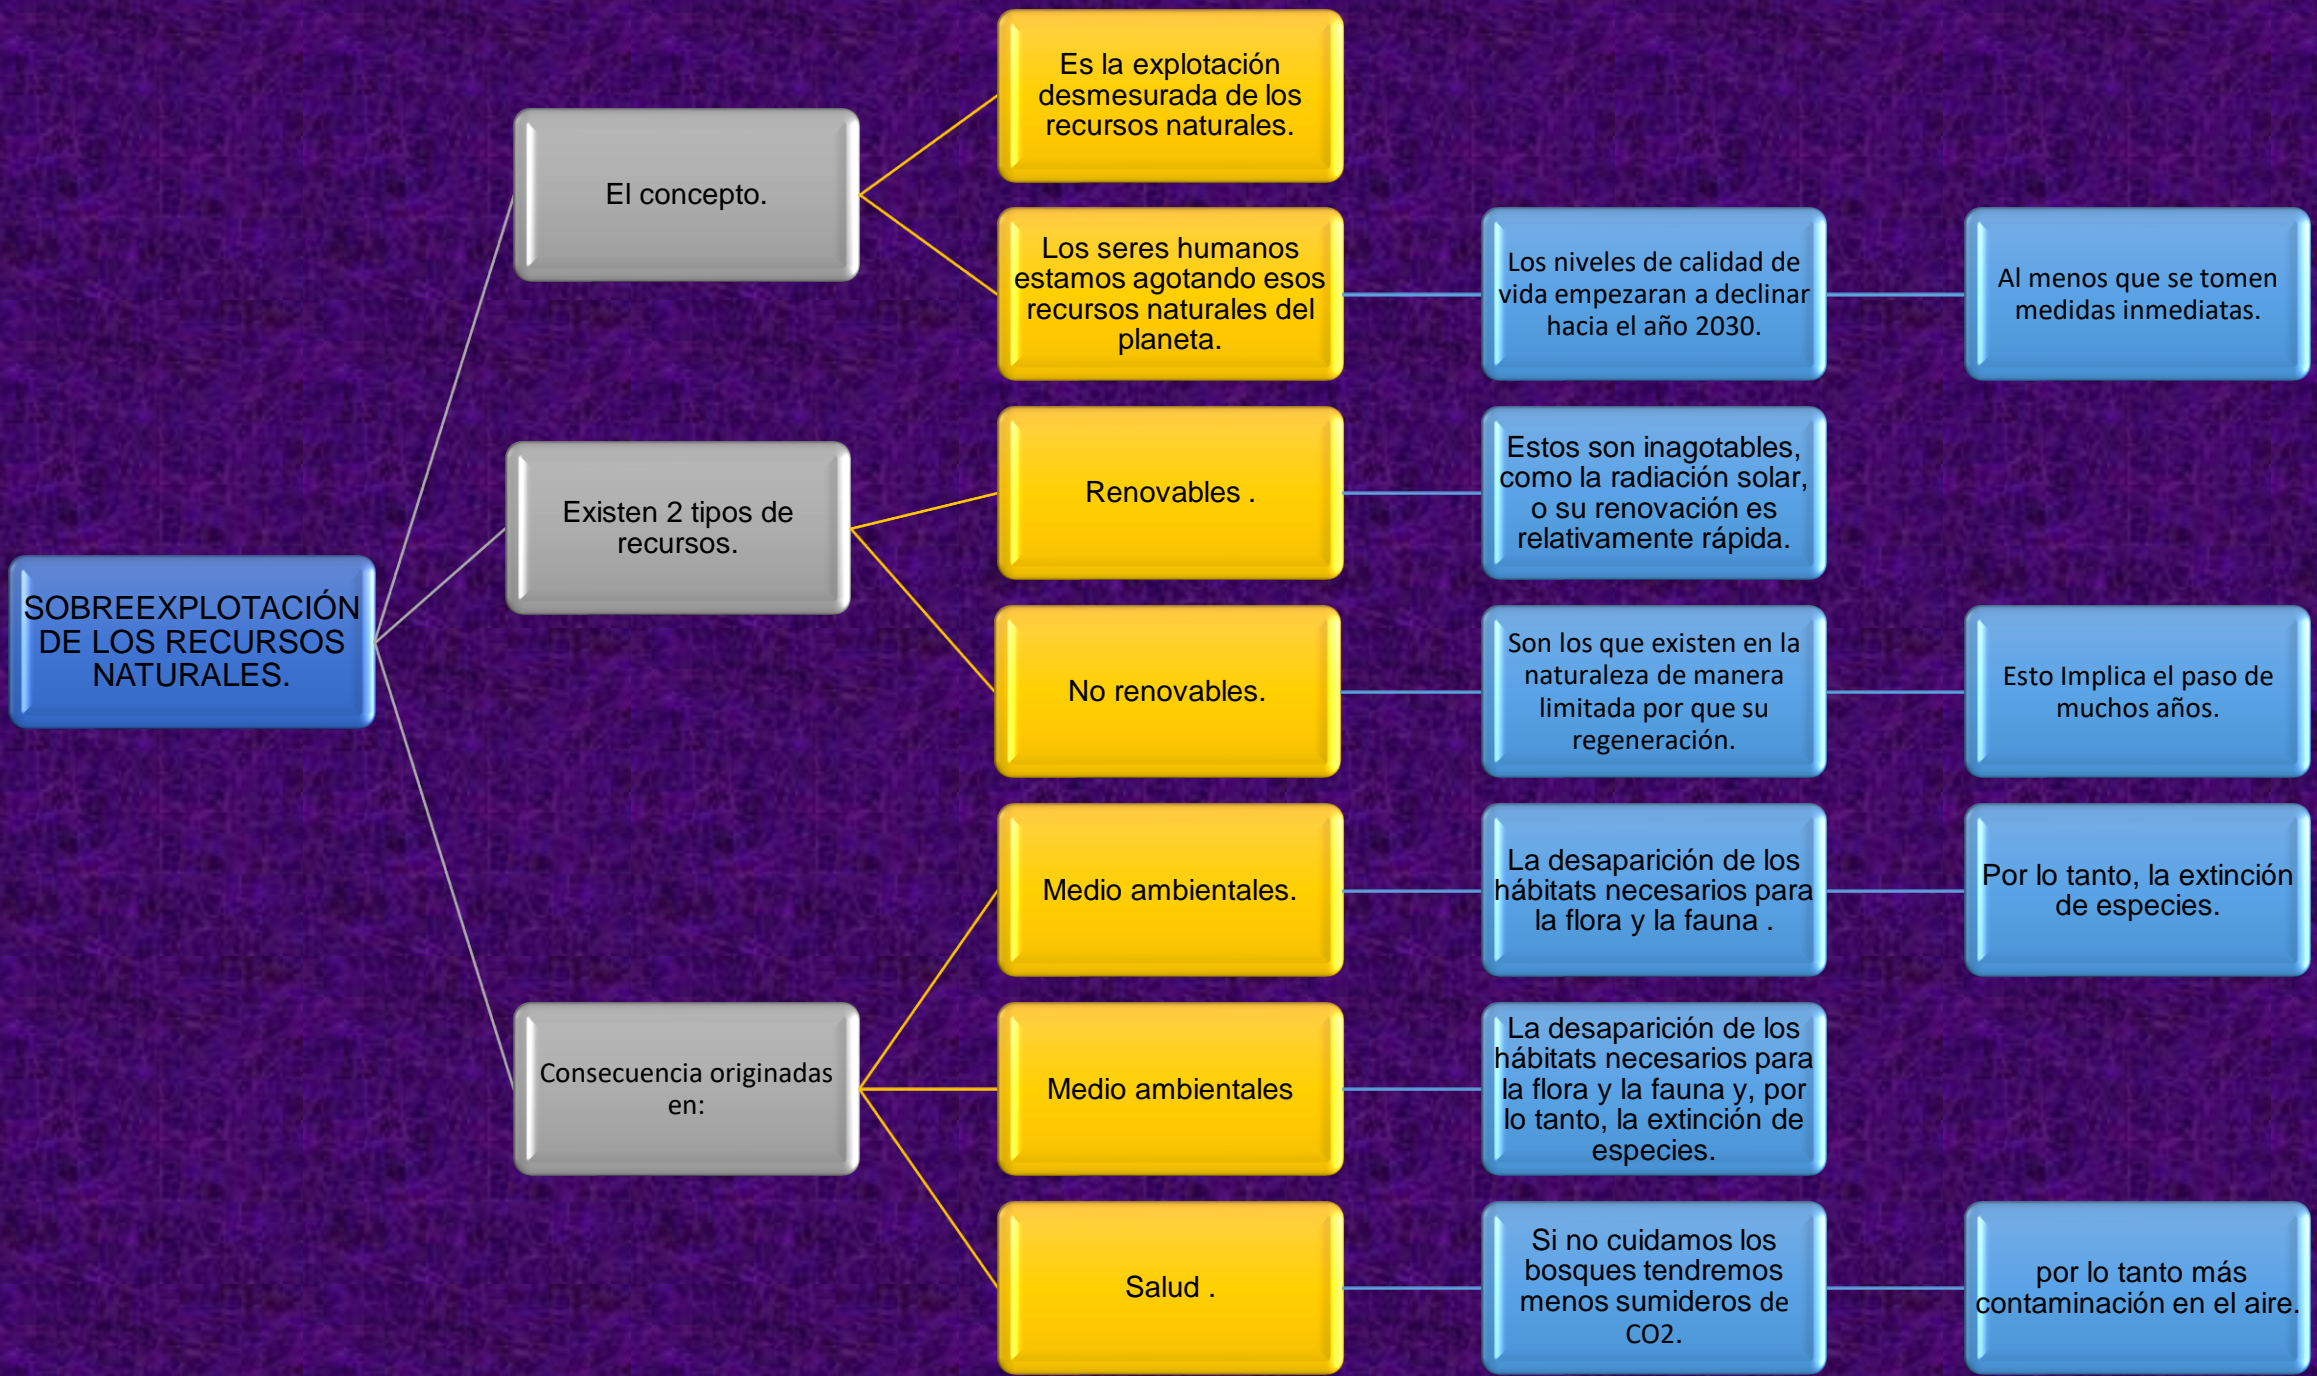 SOBREEXPLOTACIÓN
DE LOS RECURSOS
NATURALES.
El concepto.
Es la explotación
desmesurada de los
recursos naturales.
Los seres humanos
estamos agotando esos
recursos naturales del
planeta.
Los niveles de calidad de
vida empezaran a declinar
hacia el año 2030.
Al menos que se tomen
medidas inmediatas.
Existen 2 tipos de
recursos.
Renovables .
Estos son inagotables,
como la radiación solar,
o su renovación es
relativamente rápida.
No renovables.
Son los que existen en la
naturaleza de manera
limitada por que su
regeneración.
Esto Implica el paso de
muchos años.
Consecuencia originadas
en:
Medio ambientales.
La desaparición de los
hábitats necesarios para
la flora y la fauna .
Por lo tanto, la extinción
de especies.
Medio ambientales
La desaparición de los
hábitats necesarios para
la flora y la fauna y, por
lo tanto, la extinción de
especies.
Salud .
Si no cuidamos los
bosques tendremos
menos sumideros de
CO2.
por lo tanto más
contaminación en el aire.